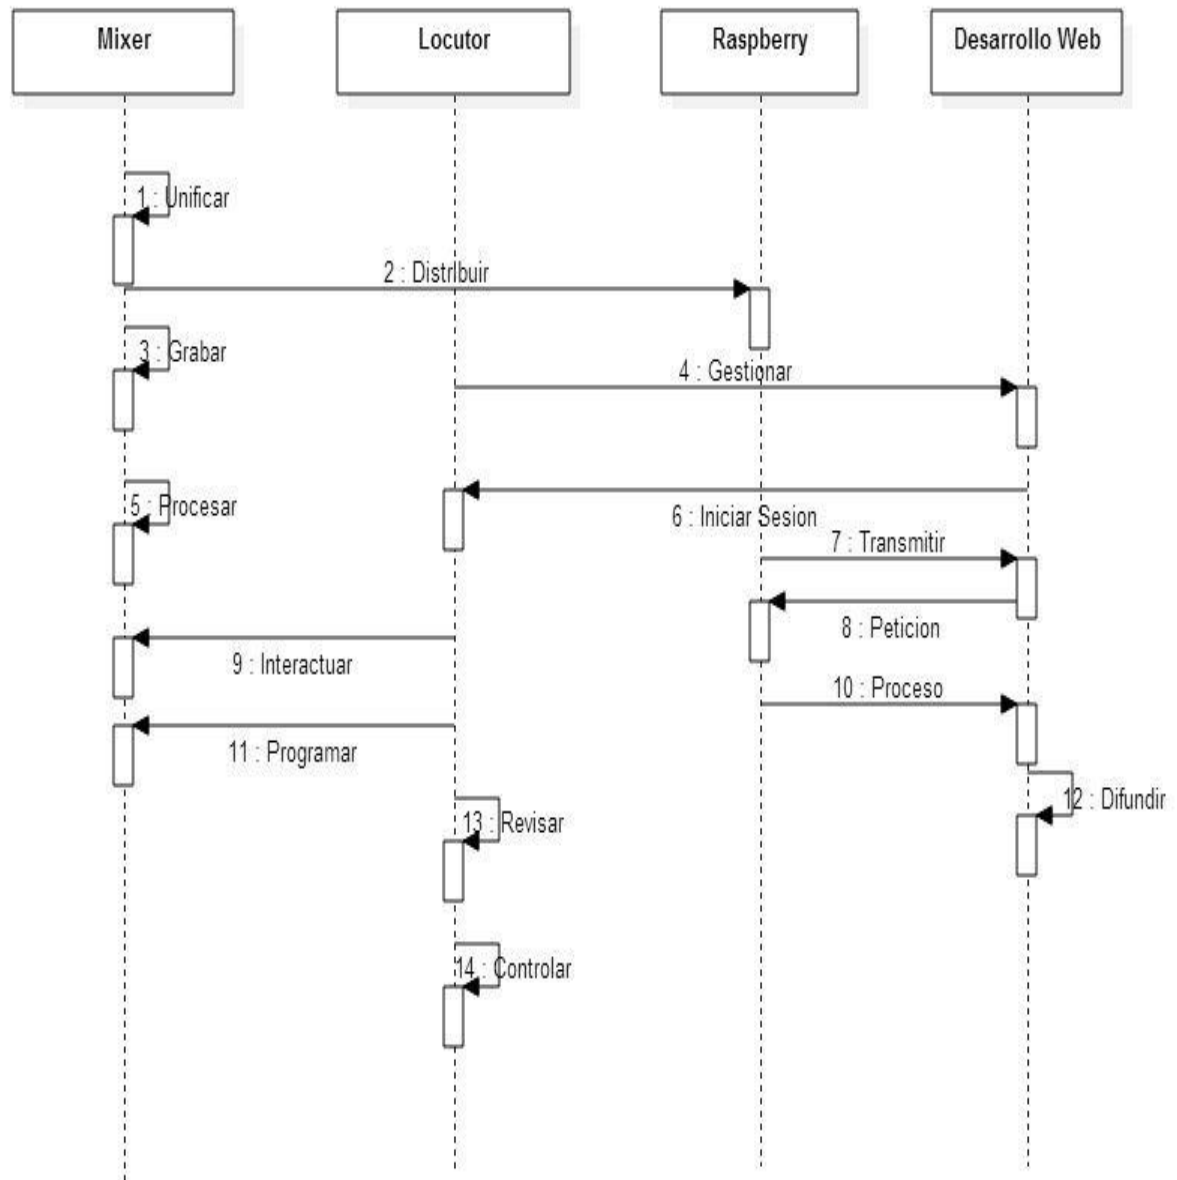 Mixer
Locutor
Raspberry
Desarrollo Web
1 : Unificar
2 : Distribuir
3 : Grabar
4 : Gestionar
5 : Procesar
6 : Iniciar Sesion
7 : Transmitir
8 : Peticion
9 : Interactuar
10 : Proceso
11 : Programar
12 : Difundir
13 : Revisar
14 : Controlar